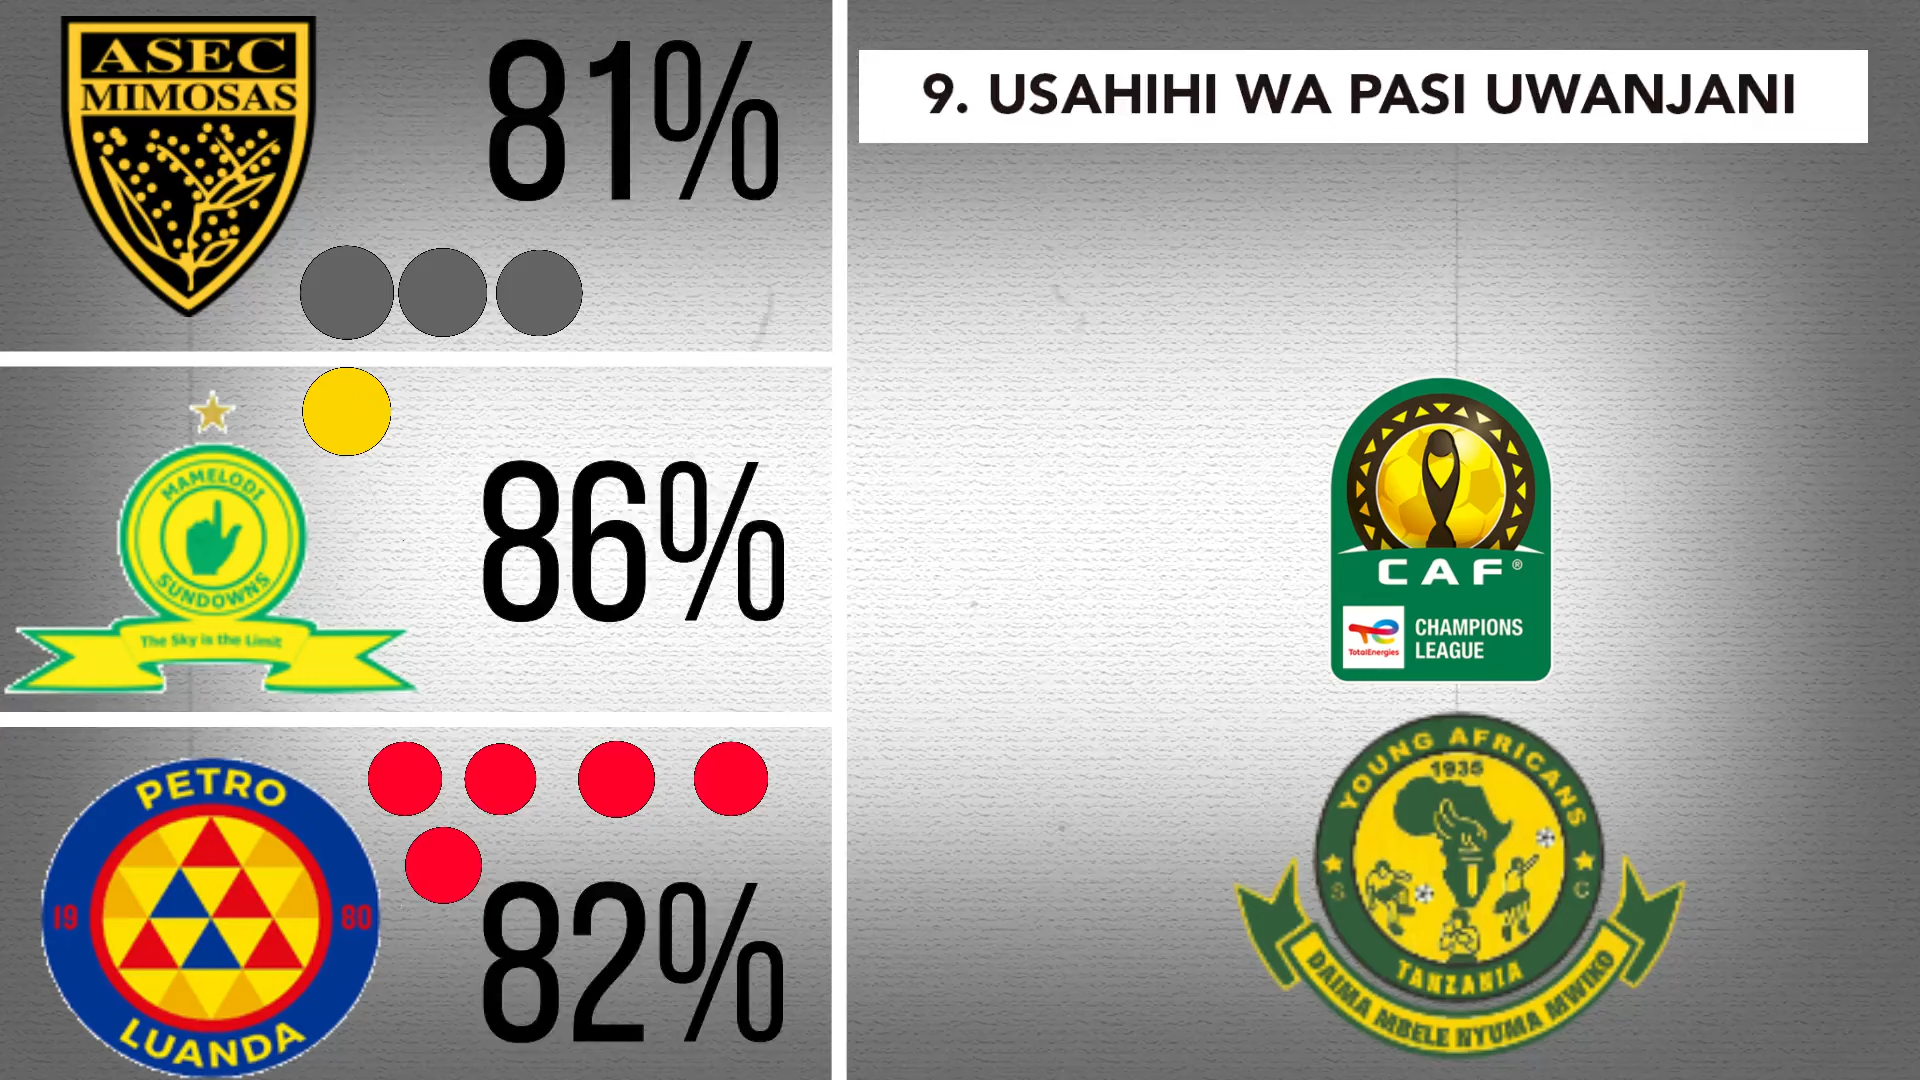 ASEC
MIMOSAS
81%
9. USAHIHI WA PASI UWANJANI
MAMELODI
SUNDOWNS
The Sky is the Limit
86%
CAF®
TotalEnergies
CHAMPIONS
LEAGUE
PETRO
19 80
LUANDA
82%
YOUNG AFRICANS
1935
S C
TANZANIA
DAIMA MBELE NYUMA MWIKO